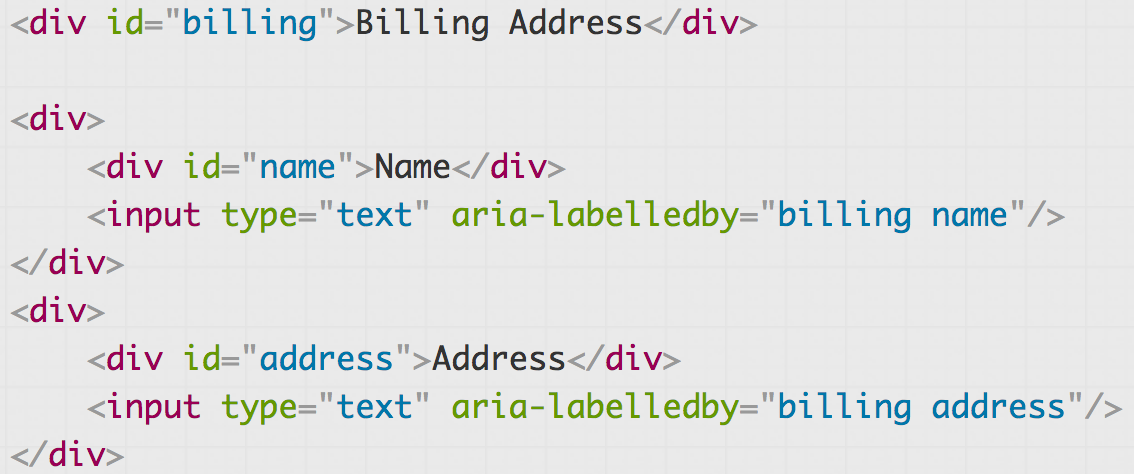 <div id="billing">Billing Address</div>
<div>
<div id="name">Name</div>
<input type="text" aria-labelledby="billing name"/>
</div>
<div>
<div id="address">Address</div>
<input type="text" aria-labelledby="billing address"/>
</div>